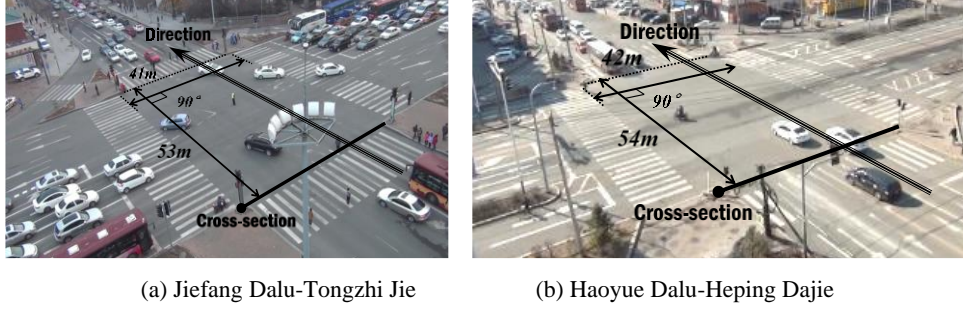 Direction
41m
90°
53m
Cross-section
Direction
42m
90°
54m
Cross-section
(a) Jiefang Dalu-Tongzhi Jie
(b) Haoyue Dalu-Heping Dajie